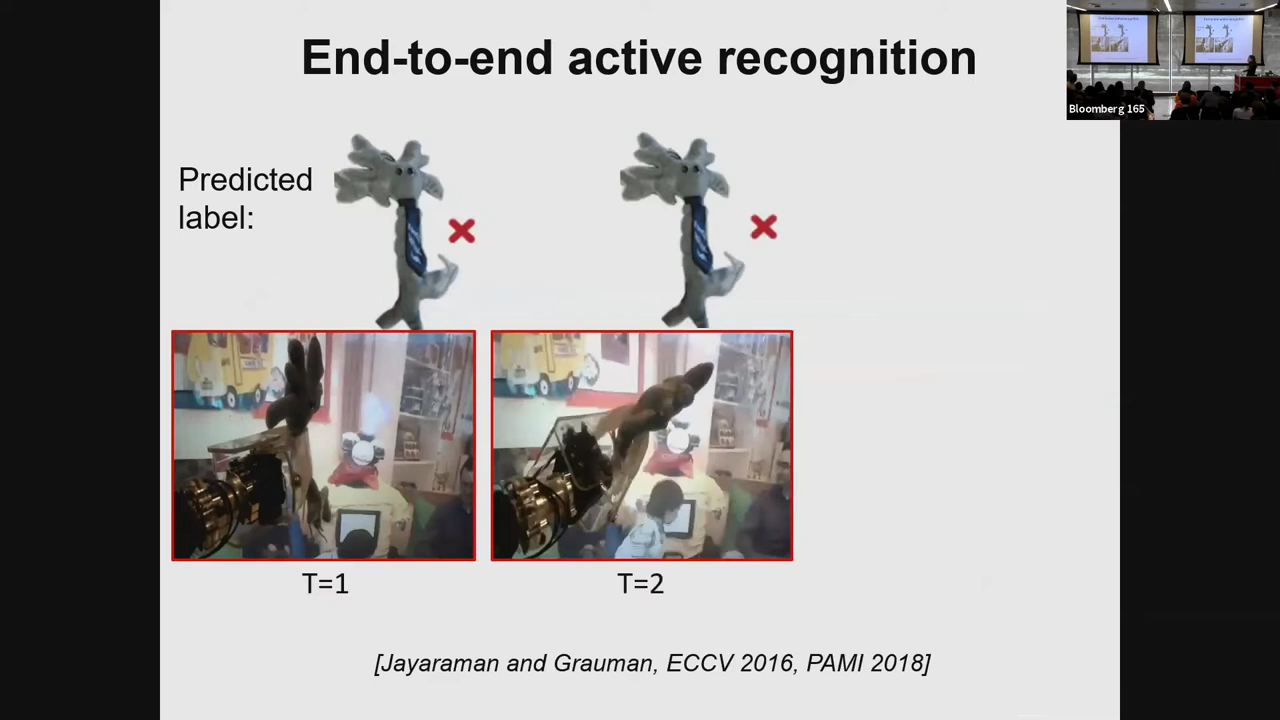 End-to-end active recognition
Bloomberg 165
Predicted
label:
T=1
T=2
[Jayaraman and Grauman, ECCV 2016, PAMI 2018]